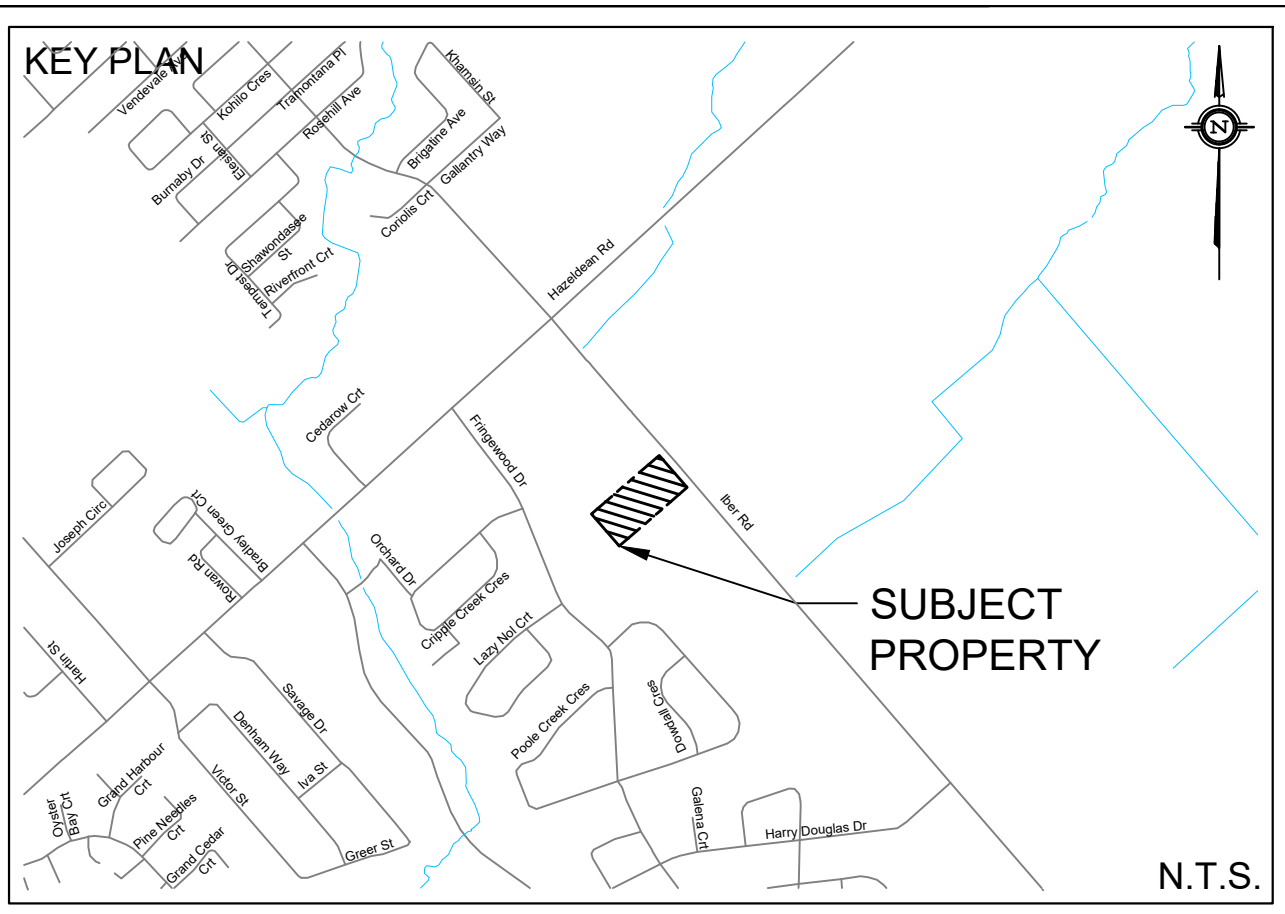 KEY PLAN
Vendevale Ave
Kohilo Cres
Tramontana Pl
Rosehill Ave
Khamsin St
Brigatine Ave
Gallantry Way
Etesian St
Burnaby Dr
Coriolis Crt
Shawondasee
St
Tempest Dr
Riverfront Crt
N
Hazeldean Rd
Cedarow Crt
Fringewood Dr
Iber Rd
Joseph Circ
Bradley Green Crt
Rowan Rd
Orchard Dr
Cripple Creek Cres
Lazy Nol Crt
SUBJECT
PROPERTY
Hartin St
Savage Dr
Denham Way
Iva St
Victor St
Poole Creek Cres
Dowdall Cres
Grand Harbour
Crt
Oyster
Bay Crt
Pine Needles
Crt
Grand Cedar
Crt
Greer St
Galena Crt
Harry Douglas Dr
N.T.S.